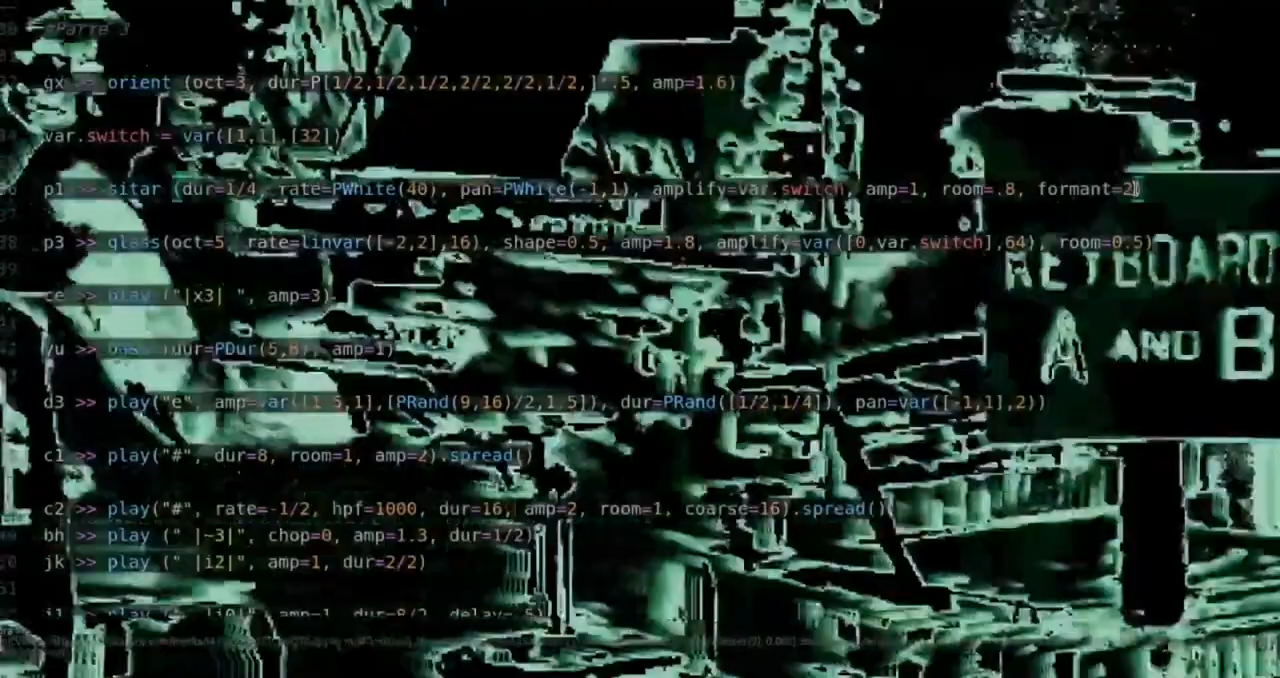 #Parte 3
gx >> orient (oct=3, dur=P[1/2,1/2,1/2,2/2,2/2,1/2,]*.5, amp=1.6)
var.switch = var([1,1],[32])
p1 >> sitar (dur=1/4, rate=PWhite(40), pan=PWhite(-1,1), amplify=var.switch, amp=1, room=.8, formant=2)
p3 >> glass(oct=5, rate=linvar([-2,2],16), shape=0.5, amp=1.8, amplify=var([0,var.switch],64), room=0.5)
KEYBOARD
ce >> play ("|x3| ", amp=3)
A AND B
>> (dur=PDur(5,8), amp=1)
d3 >> play("e", amp=var([1.5,1],[PRand(9,16)/2,1.5]), dur=PRand([1/2,1/4]), pan=var([-1,1],2))
c1 >> play("#", dur=8, room=1, amp=2).spread()
c2 >> play("#", rate=-1/2, hpf=1000, dur=16, amp=2, room=1, coarse=16).spread()
bh >> play (" |~3|", chop=0, amp=1.3, dur=1/2)
jk >> play (" |i2|", amp=1, dur=2/2)